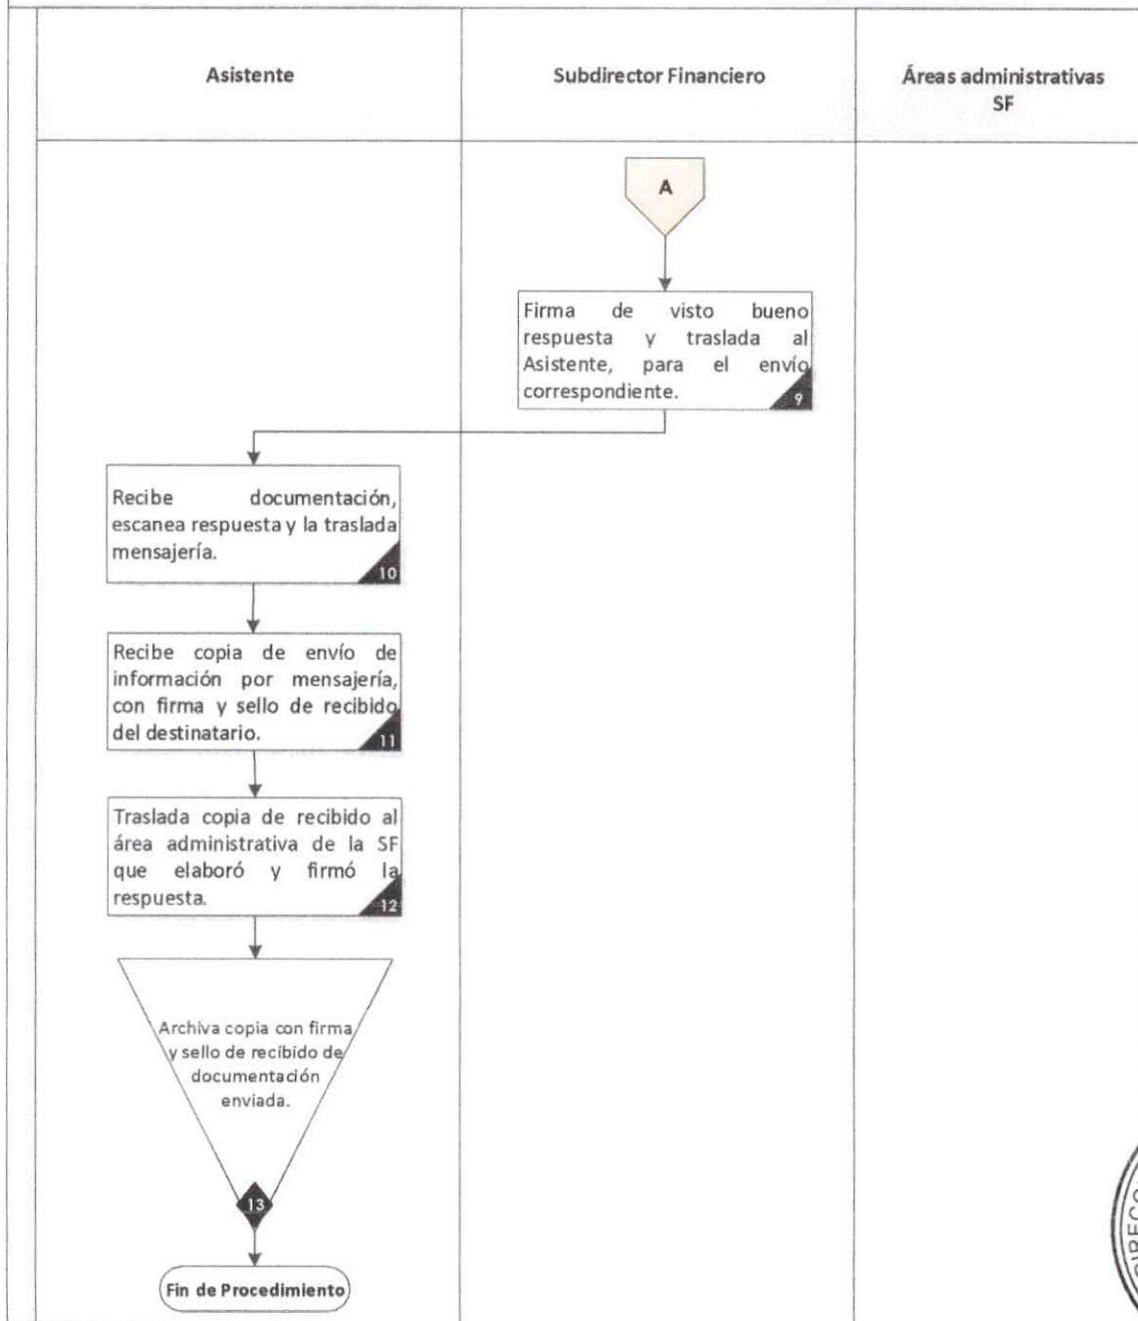 Asistente
Subdirector Financiero
Áreas administrativas
SF
A
Firma de visto bueno
respuesta y traslada al
Asistente, para el envío
correspondiente.
9
Recibe documentación,
escanea respuesta y la traslada
mensajería.
10
Recibe copia de envío de
información por mensajería,
con firma y sello de recibido
del destinatario.
11
Traslada copia de recibido al
área administrativa de la SF
que elaboró y firmó la
respuesta.
12
Archiva copia con firma
y sello de recibido de
documentación
enviada.
13
Fin de Procedimiento